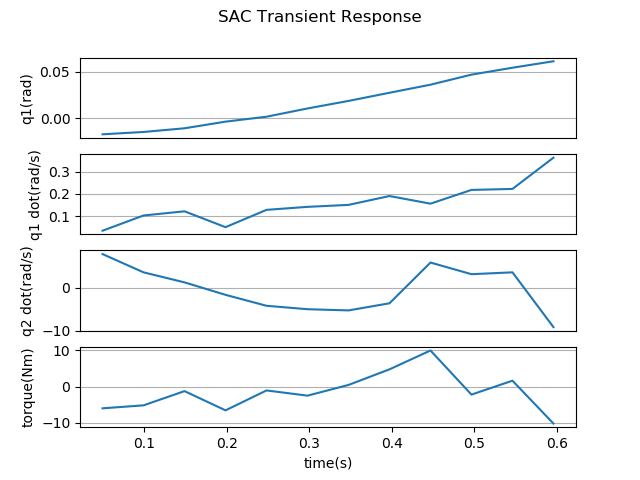 SAC Transient Response
q1(rad)
0.05
0.00
q1 dot(rad/s)
0.3
0.2
0.1
q2 dot(rad/s)
0
−10
torque(Nm)
10
0
−10
0.1 0.2 0.3 0.4 0.5 0.6
time(s)